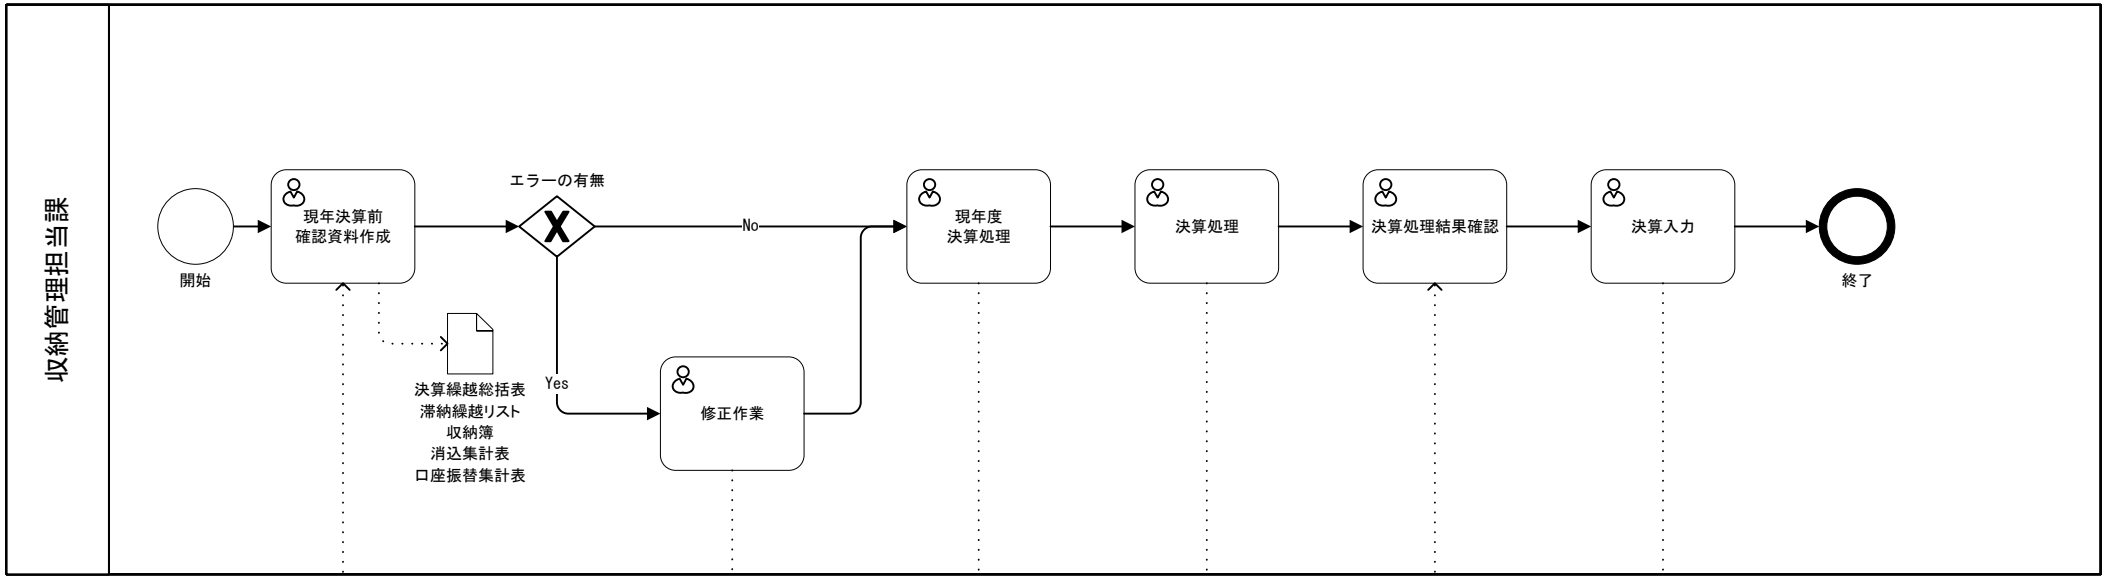 収納管理担当課
開始
現年決算前
確認資料作成
エラーの有無
No
Yes
決算繰越総括表
滞納繰越リスト
収納簿
消込集計表
口座振替集計表
修正作業
現年度
決算処理
決算処理
決算処理結果確認
決算入力
終了